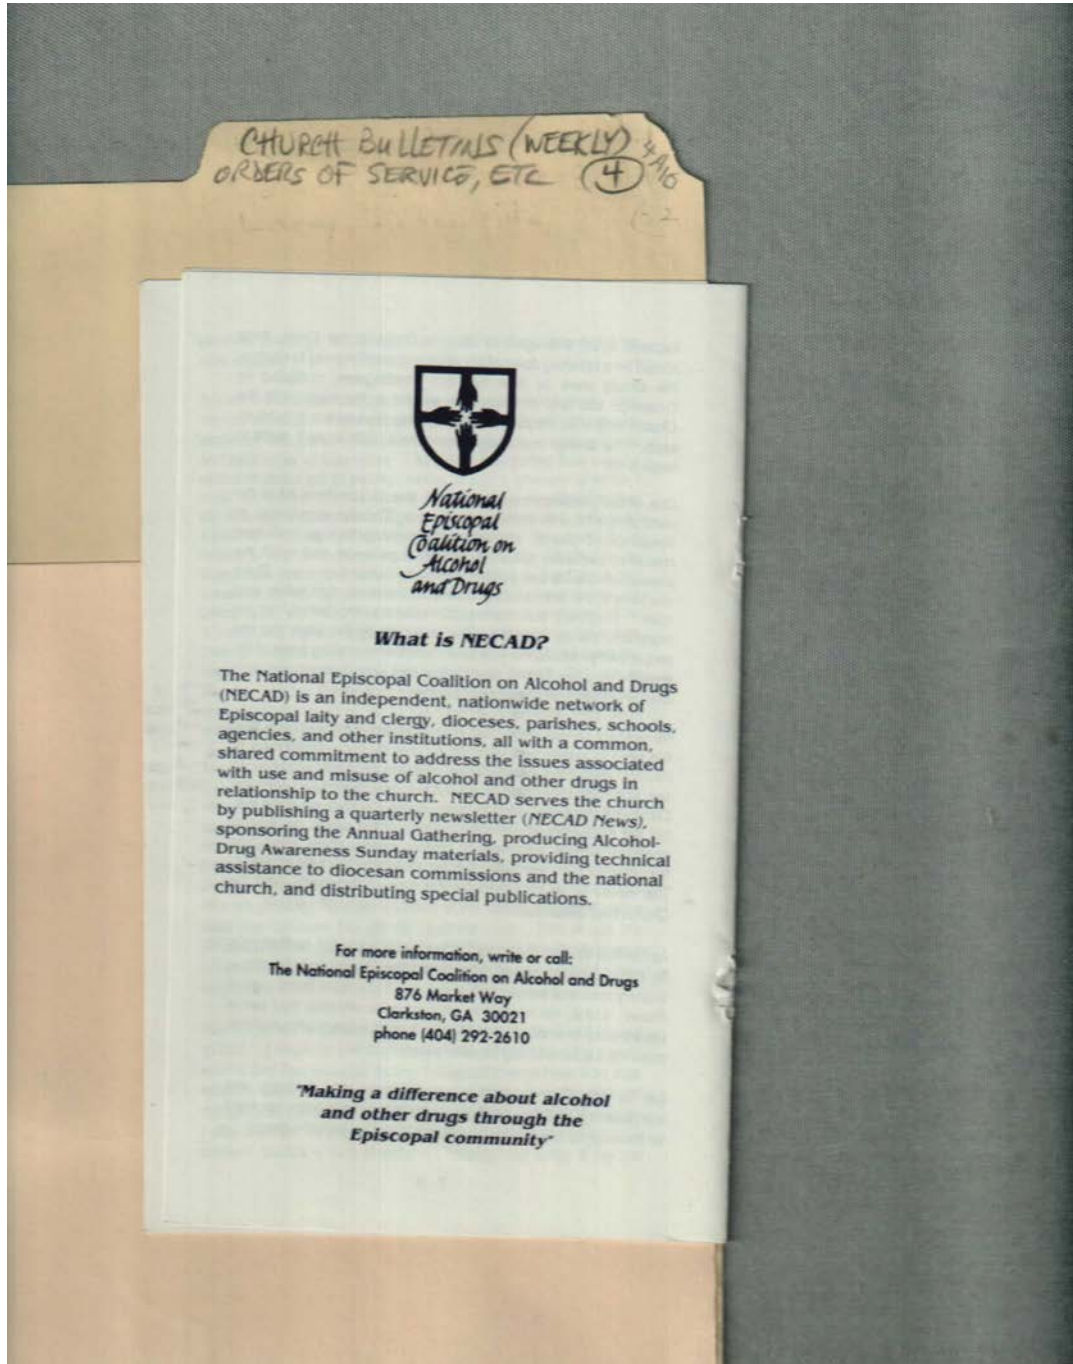 CHURCH BULLETINS (WEEKLY)
ORDERS OF SERVICE, ETC 4
National
Episcopal
Coalition on
Alcohol
and Drugs
What is NECAD?
The National Episcopal Coalition on Alcohol and Drugs
(NECAD) is an independent, nationwide network of
Episcopal laity and clergy, dioceses, parishes, schools,
agencies, and other institutions, all with a common,
shared commitment to address the issues associated
with use and misuse of alcohol and other drugs in
relationship to the church. NECAD serves the church
by publishing a quarterly newsletter (NECAD News),
sponsoring the Annual Gathering, producing Alcohol-
Drug Awareness Sunday materials, providing technical
assistance to diocesan commissions and the national
church, and distributing special publications.
For more information, write or call:
The National Episcopal Coalition on Alcohol and Drugs
876 Market Way
Clarkston, GA 30021
phone (404) 292-2610
"Making a difference about alcohol
and other drugs through the
Episcopal community"